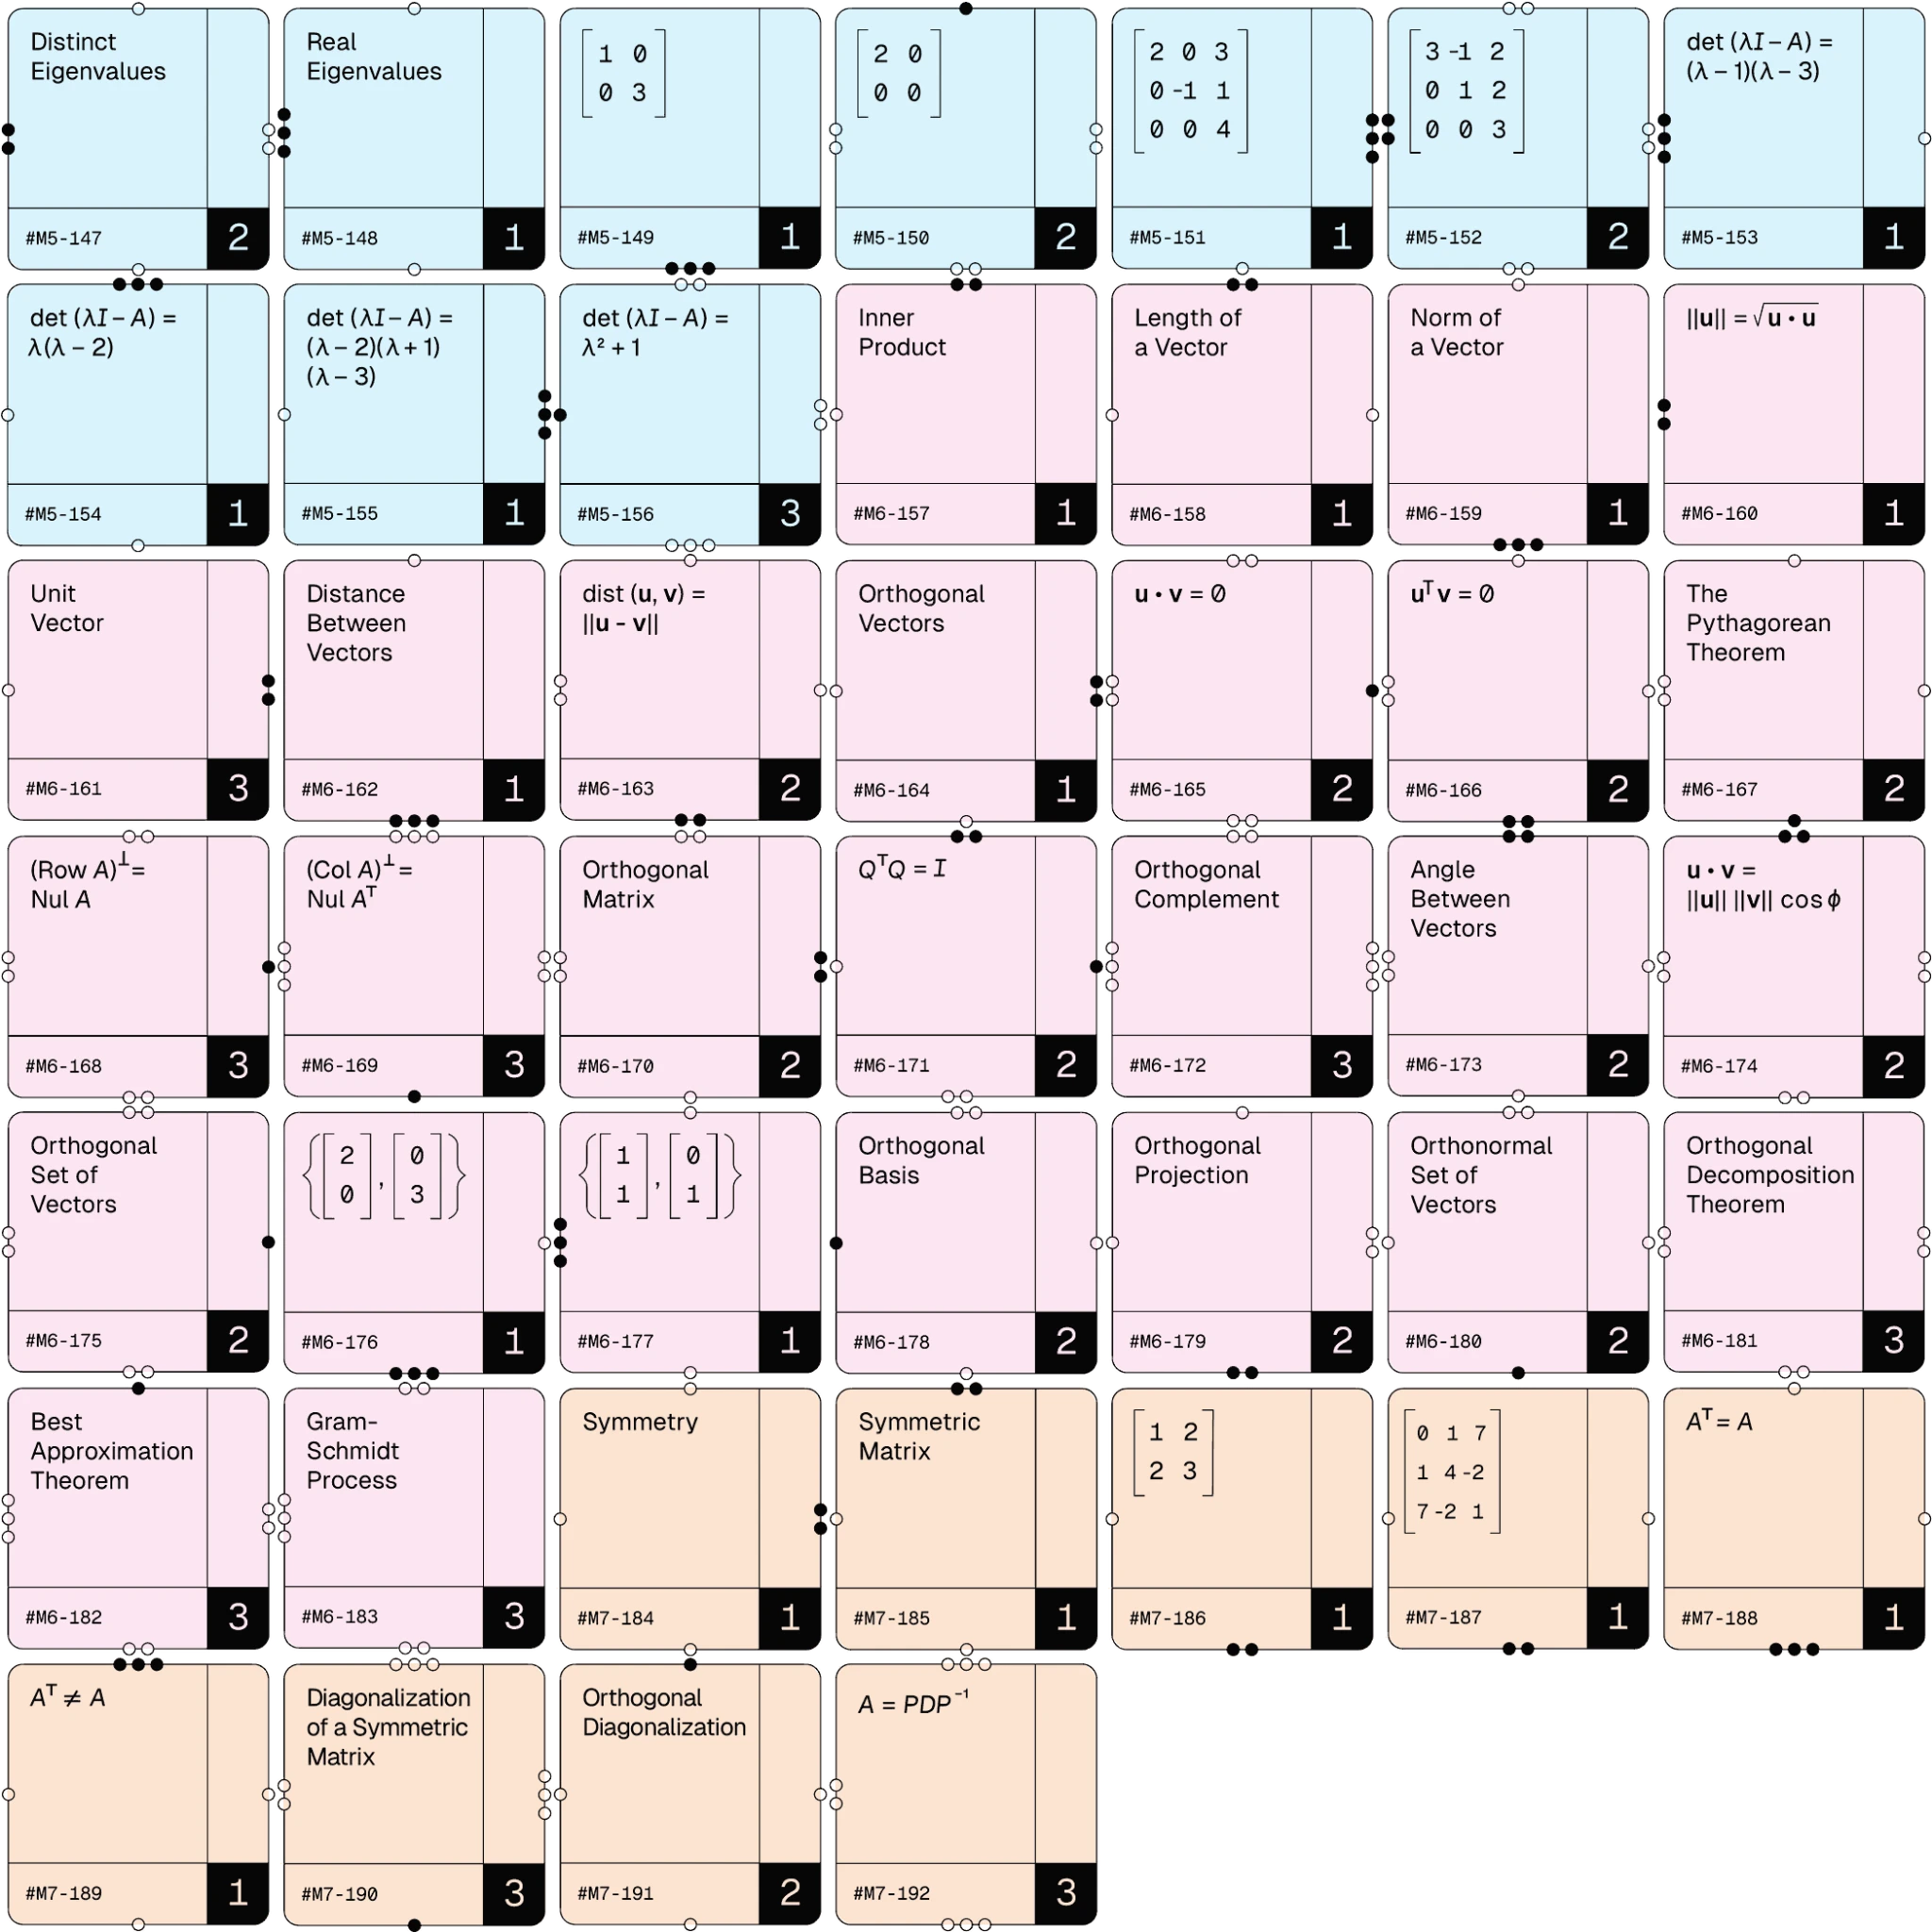 Distinct
Eigenvalues
#M5-147
2
Real
Eigenvalues
#M5-148
1
1 0
0 3
#M5-149
1
2 0
0 0
#M5-150
2
2 0 3
0 -1 1
0 0 4
#M5-151
1
3 -1 2
0 1 2
0 0 3
#M5-152
2
det (λI – A) =
(λ – 1)(λ – 3)
#M5-153
1
det (λI – A) =
λ(λ – 2)
#M5-154
1
det (λI – A) =
(λ – 2)(λ + 1)
(λ – 3)
#M5-155
1
det (λI – A) =
λ² + 1
#M5-156
3
Inner
Product
#M6-157
1
Length of
a Vector
#M6-158
1
Norm of
a Vector
#M6-159
1
||u|| = √u • u
#M6-160
1
Unit
Vector
#M6-161
3
Distance
Between
Vectors
#M6-162
1
dist (u, v) =
||u - v||
#M6-163
2
Orthogonal
Vectors
#M6-164
1
u • v = 0
#M6-165
2
uᵀv = 0
#M6-166
2
The
Pythagorean
Theorem
#M6-167
2
(Row A)⊥ =
Nul A
#M6-168
3
(Col A)⊥ =
Nul Aᵀ
#M6-169
3
Orthogonal
Matrix
#M6-170
2
QᵀQ = I
#M6-171
2
Orthogonal
Complement
#M6-172
3
Angle
Between
Vectors
#M6-173
2
u • v =
||u|| ||v|| cos ϕ
#M6-174
2
Orthogonal
Set of
Vectors
#M6-175
2
2 0
,
0 3
#M6-176
1
1 0
,
1 1
#M6-177
1
Orthogonal
Basis
#M6-178
2
Orthogonal
Projection
#M6-179
2
Orthonormal
Set of
Vectors
#M6-180
2
Orthogonal
Decomposition
Theorem
#M6-181
3
Best
Approximation
Theorem
#M6-182
3
Gram-
Schmidt
Process
#M6-183
3
Symmetry
#M7-184
1
Symmetric
Matrix
#M7-185
1
1 2
2 3
#M7-186
1
0 1 7
1 4 -2
7 -2 1
#M7-187
1
Aᵀ = A
#M7-188
1
Aᵀ ≠ A
#M7-189
1
Diagonalization
of a Symmetric
Matrix
#M7-190
3
Orthogonal
Diagonalization
#M7-191
2
A = PDP⁻¹
#M7-192
3